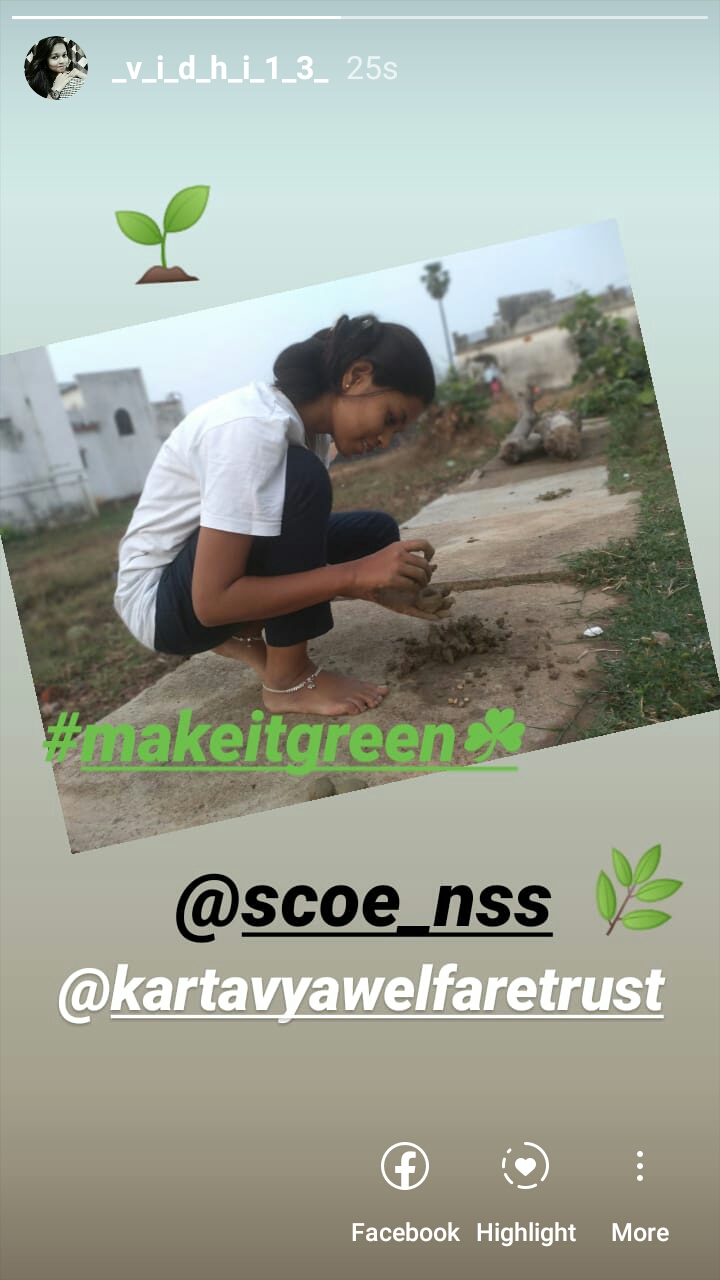 _v_i_d_h_i_1_3_ 25s
#makeitgreen☘
@scoe_nss
@kartavyawelfaretrust
Facebook Highlight More